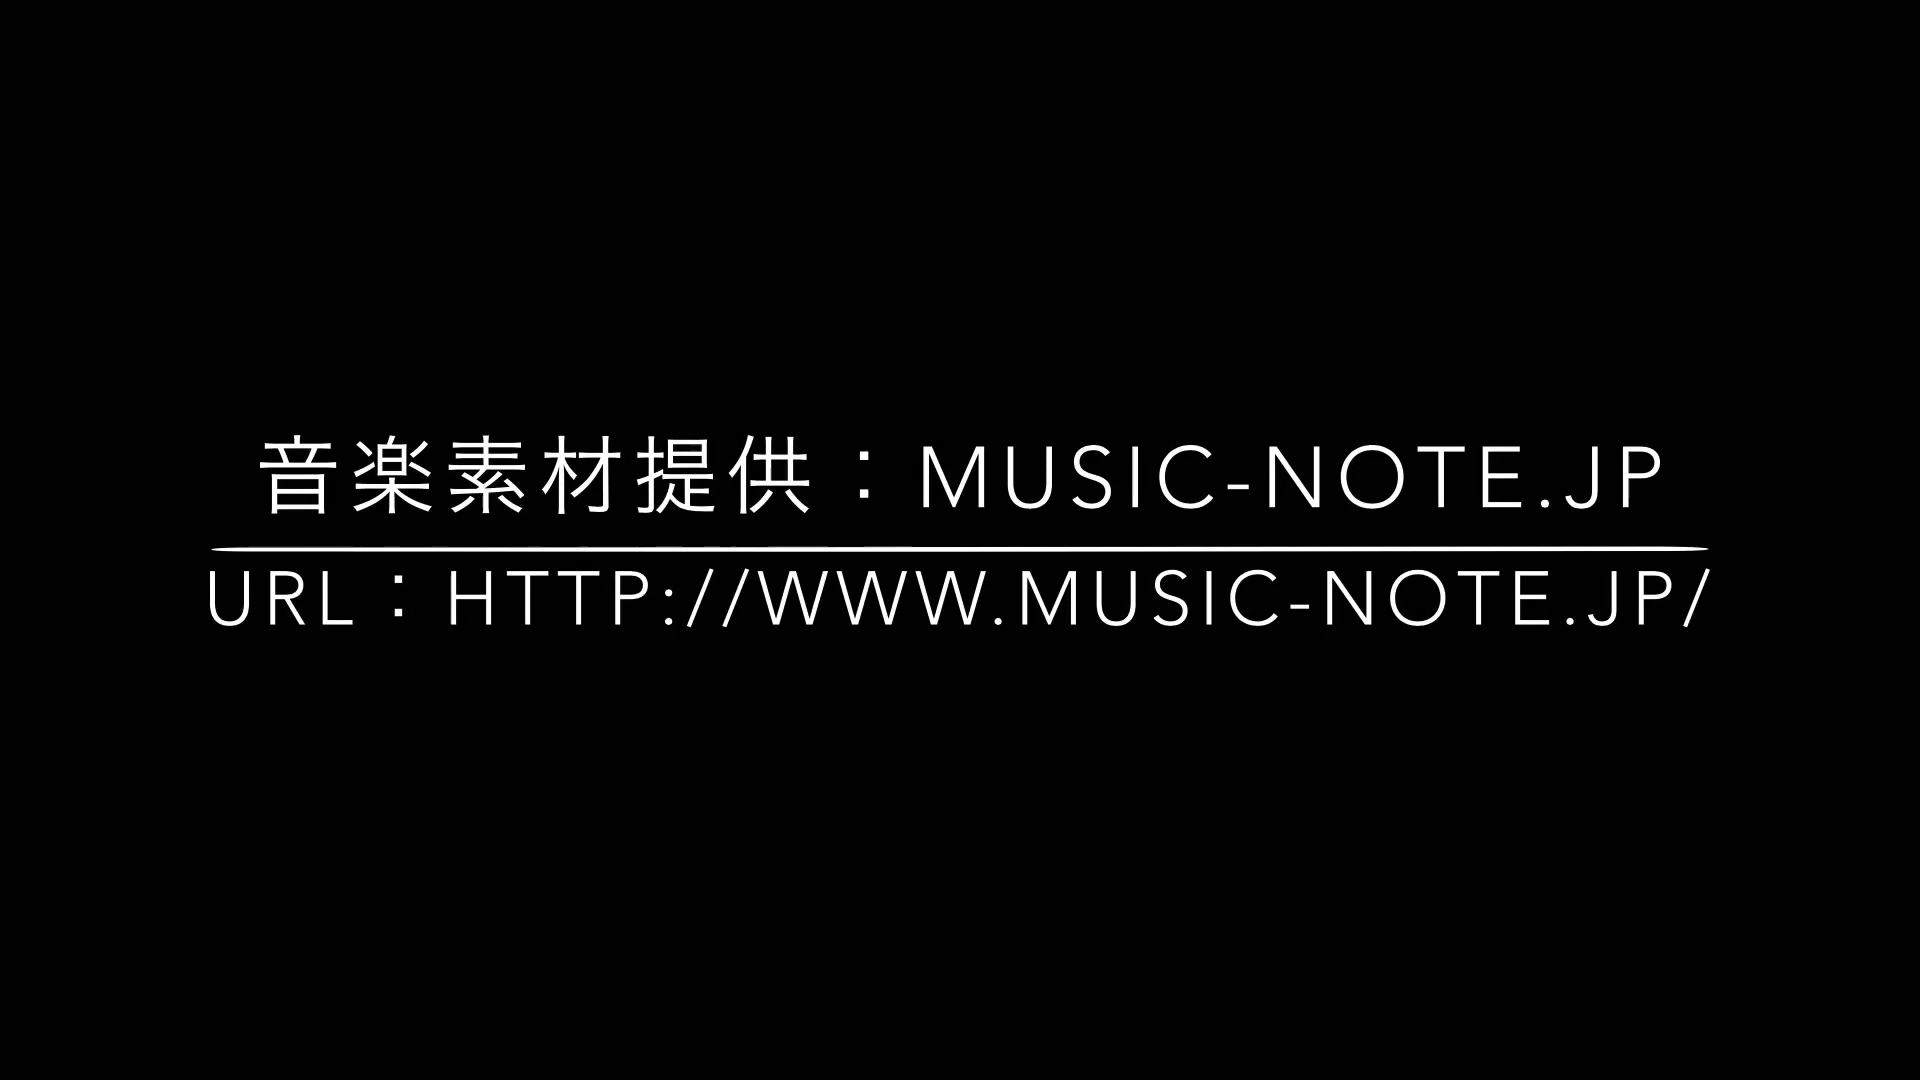 音楽素材提供：MUSIC-NOTE.JP
URL：HTTP://WWW.MUSIC-NOTE.JP/